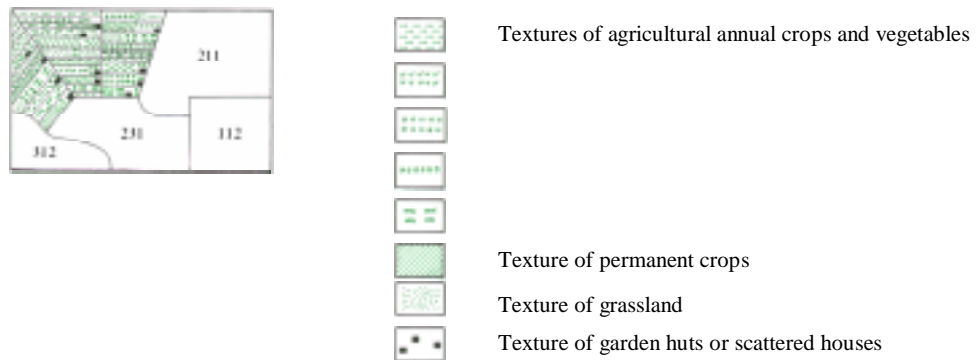 211
231
112
312
Textures of agricultural annual crops and vegetables
Texture of permanent crops
Texture of grassland
Texture of garden huts or scattered houses